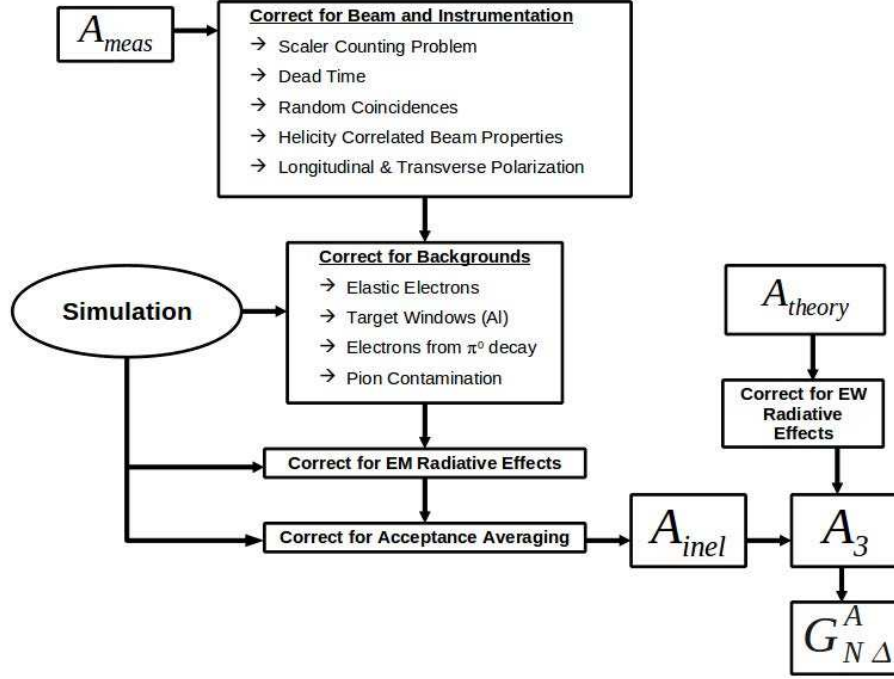 A_meas
Correct for Beam and Instrumentation
→ Scaler Counting Problem
→ Dead Time
→ Random Coincidences
→ Helicity Correlated Beam Properties
→ Longitudinal & Transverse Polarization
Correct for Backgrounds
→ Elastic Electrons
→ Target Windows (Al)
→ Electrons from π⁰ decay
→ Pion Contamination
Simulation
A_theory
Correct for EW
Radiative
Effects
Correct for EM Radiative Effects
Correct for Acceptance Averaging
A_inel
A_3
G^A_NΔ